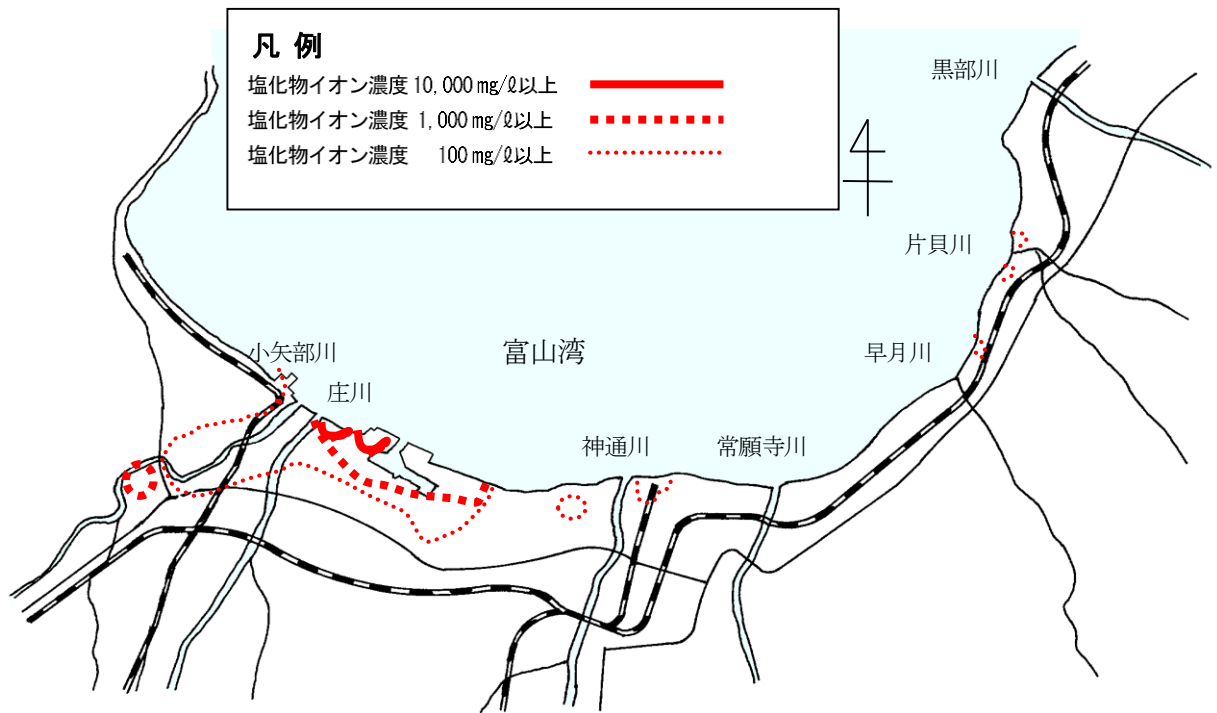 凡 例
塩化物イオン濃度 10,000 mg/ℓ以上
塩化物イオン濃度 1,000 mg/ℓ以上
塩化物イオン濃度 100 mg/ℓ以上
黒部川
片貝川
小矢部川
富山湾
早月川
庄川
神通川
常願寺川